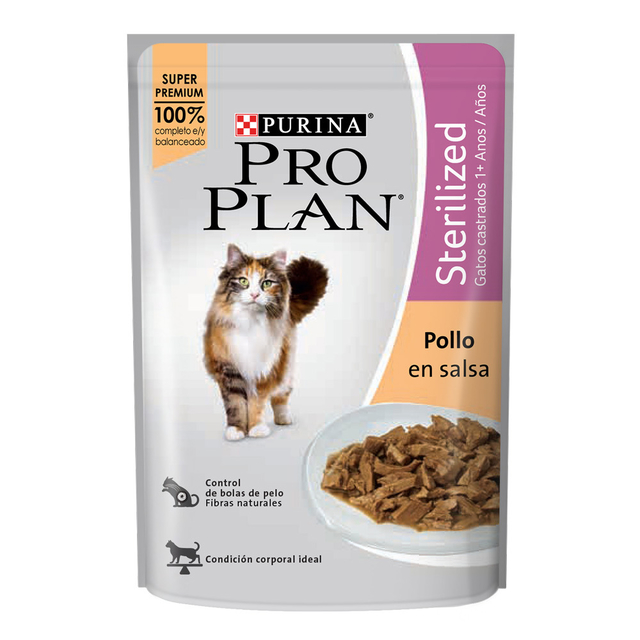 SUPER
PREMIUM
100%
completo e/y
balanceado
PURINA®
PRO
PLAN®
Sterilized
Gatos castrados 1+ Anos / Años
Pollo
en salsa
Control
de bolas de pelo
Fibras naturales
Condición corporal ideal